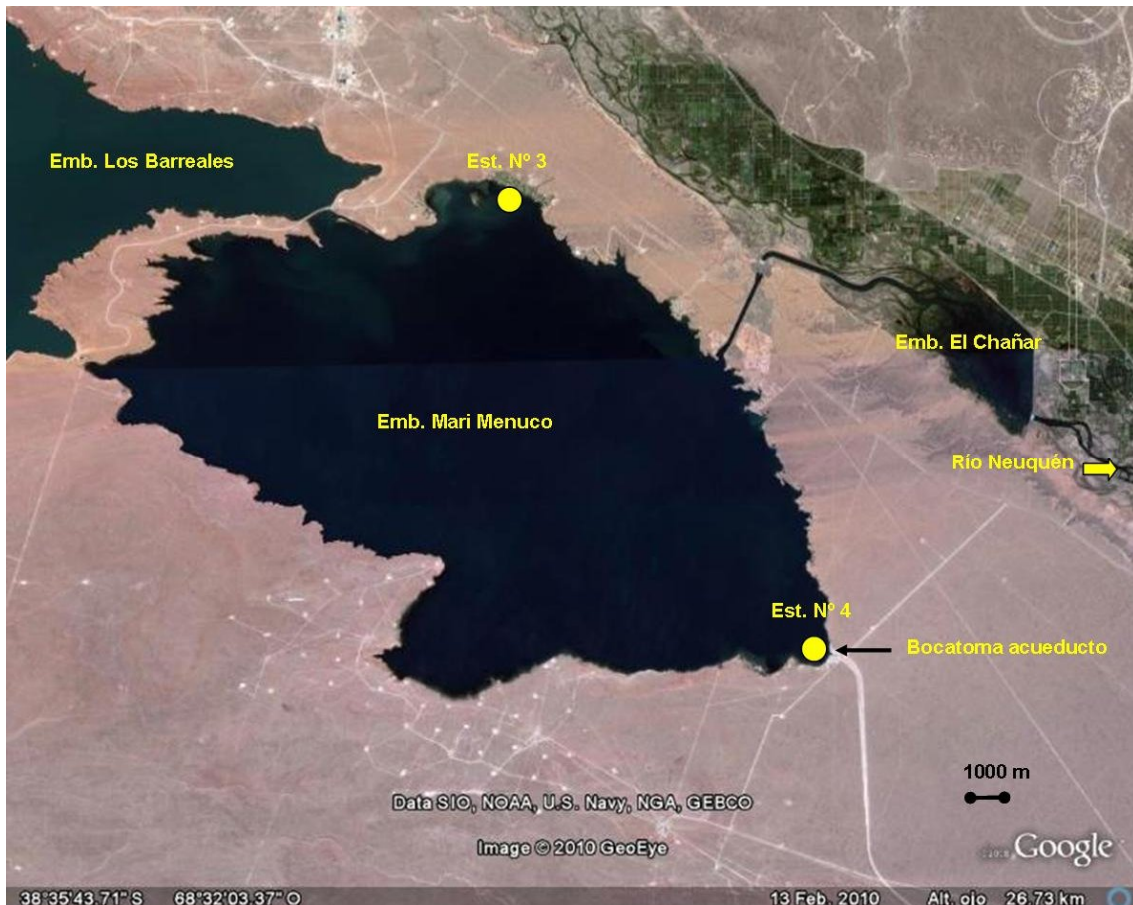 Emb. Los Barreales
Est. Nº 3
Emb. El Chañar
Emb. Mari Menuco
Río Neuquén
Est. Nº 4
Bocatoma acueducto
1000 m
Data SIO, NOAA, U.S. Navy, NGA, GEBCO
Image © 2010 GeoEye
©2010 Google
38°35'43.71" S 68°32'03.37" O 13 Feb. 2010 Alt. ojo 26.73 km